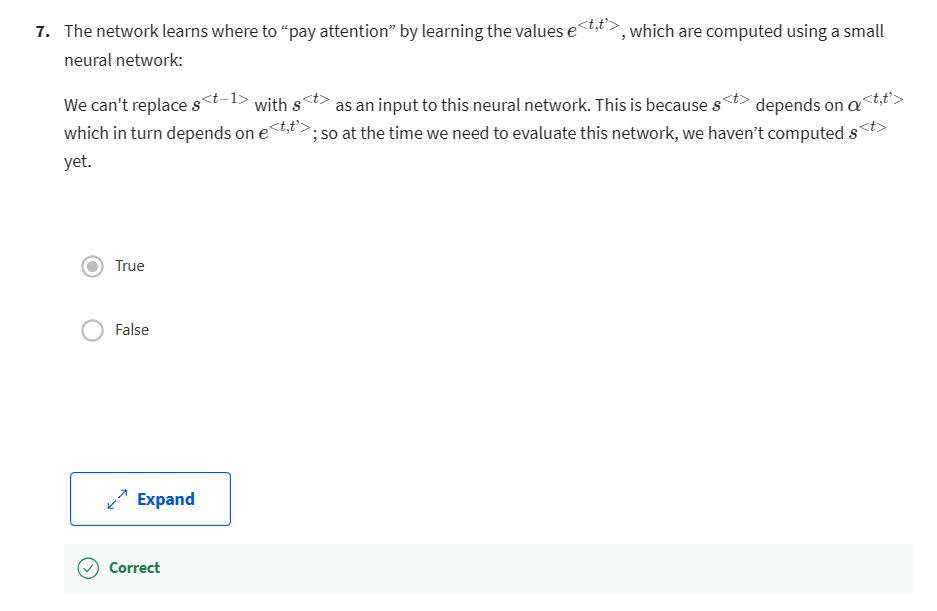 7. The network learns where to “pay attention” by learning the values e^{<t,t’>}, which are computed using a small
neural network:
We can't replace s^{<t−1>} with s^{<t>} as an input to this neural network. This is because s^{<t>} depends on α^{<t,t’>}
which in turn depends on e^{<t,t’>}; so at the time we need to evaluate this network, we haven’t computed s^{<t>}
yet.
True
False
Expand
Correct